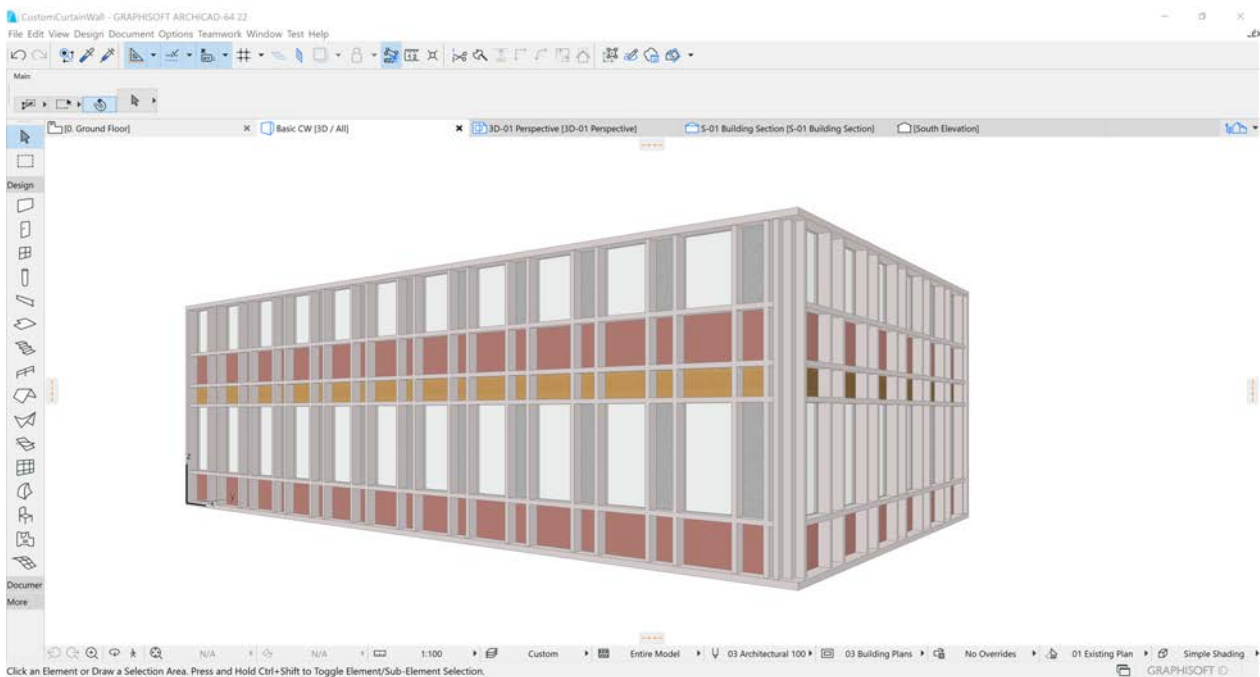 CustomCurtainWall - GRAPHISOFT ARCHICAD-64 22
File Edit View Design Document Options Teamwork Window Test Help
Main
[0. Ground Floor] Basic CW [3D / All] 3D-01 Perspective [3D-01 Perspective] S-01 Building Section [S-01 Building Section] [South Elevation]
Design
z
y
x
Documer
More
N/A N/A 1:100 Custom Entire Model 03 Architectural 100 03 Building Plans No Overrides 01 Existing Plan Simple Shading
Click an Element or Draw a Selection Area. Press and Hold Ctrl+Shift to Toggle Element/Sub-Element Selection.
GRAPHISOFT ID